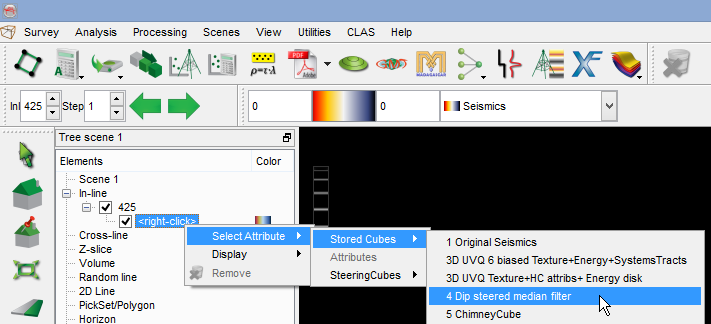 Survey Analysis Processing Scenes View Utilities CLAS Help
ρ=τ·λ PDF Adobe MADAGASCAR XF
Inl 425 Step 1 0 0 Seismics
Tree scene 1
Elements Color
Scene 1
In-line
425
<right-click>
Cross-line
Z-slice
Volume
Random line
2D Line
PickSet/Polygon
Horizon
Select Attribute
Display
Remove
Stored Cubes
Attributes
SteeringCubes
1 Original Seismics
3D UVQ 6 biased Texture+Energy+SystemsTracts
3D UVQ Texture+HC attribs+ Energy disk
4 Dip steered median filter
5 ChimneyCube